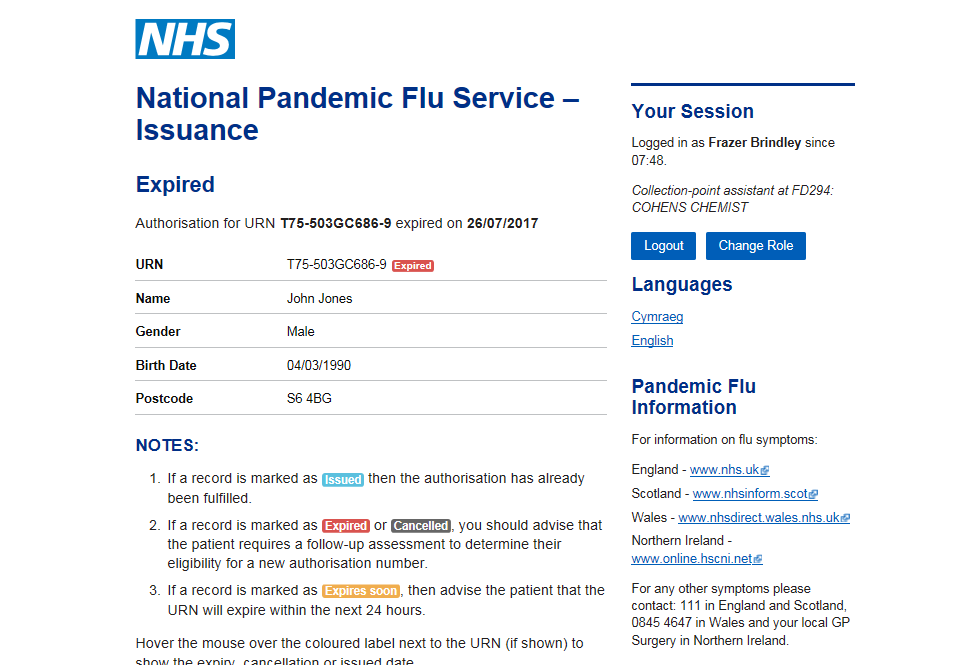 NHS
National Pandemic Flu Service –
Issuance
Expired
Authorisation for URN T75-503GC686-9 expired on 26/07/2017
URN T75-503GC686-9 Expired
Name John Jones
Gender Male
Birth Date 04/03/1990
Postcode S6 4BG
NOTES:
1. If a record is marked as Issued then the authorisation has already
been fulfilled.
2. If a record is marked as Expired or Cancelled, you should advise that
the patient requires a follow-up assessment to determine their
eligibility for a new authorisation number.
3. If a record is marked as Expires soon, then advise the patient that the
URN will expire within the next 24 hours.
Hover the mouse over the coloured label next to the URN (if shown) to
show the expiry, cancellation or issued date
Your Session
Logged in as Frazer Brindley since
07:48.
Collection-point assistant at FD294:
COHENS CHEMIST
Logout Change Role
Languages
Cymraeg
English
Pandemic Flu
Information
For information on flu symptoms:
England - www.nhs.uk
Scotland - www.nhsinform.scot
Wales - www.nhsdirect.wales.nhs.uk
Northern Ireland -
www.online.hscni.net
For any other symptoms please
contact: 111 in England and Scotland,
0845 4647 in Wales and your local GP
Surgery in Northern Ireland.